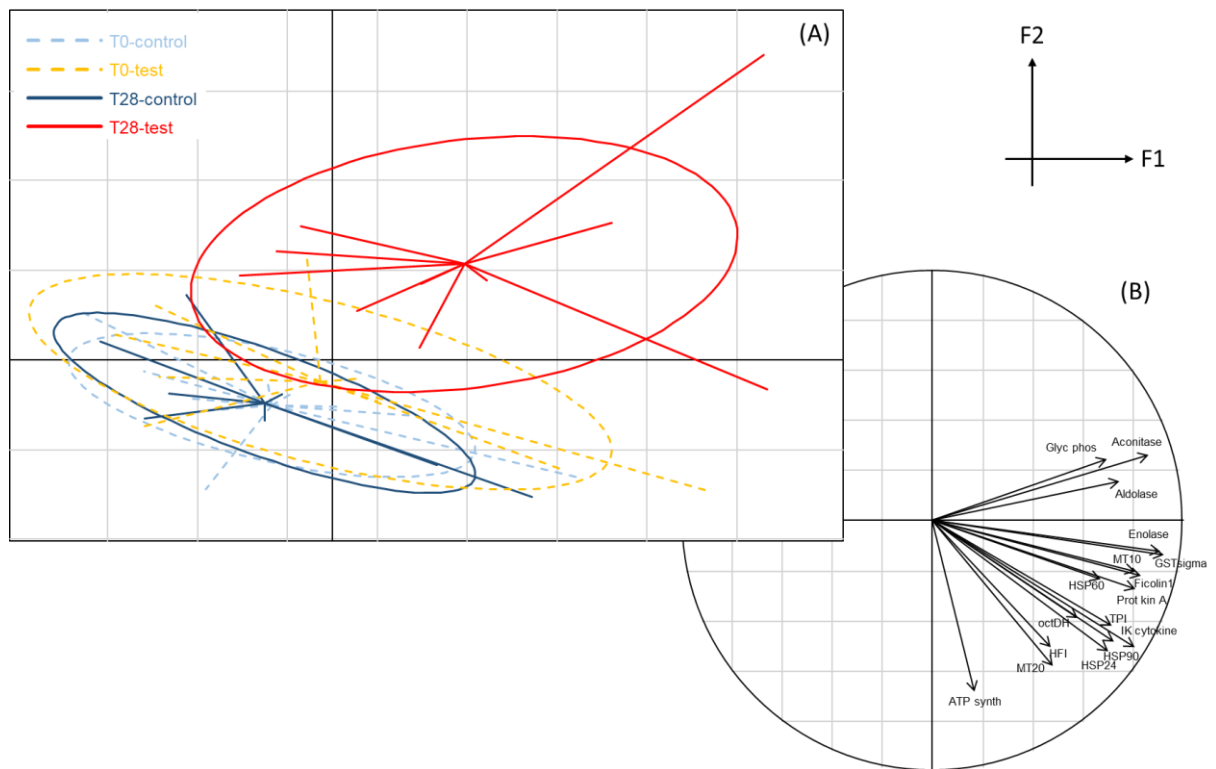 T0-control
T0-test
T28-control
T28-test
(A)
F2
F1
(B)
Glyc phos
Aconitase
Aldolase
Enolase
MT10
GSTsigma
HSP60
Ficolin1
Prot kin A
octDH
TPI
IK cytokine
HFI
HSP90
MT20
HSP24
ATP synth